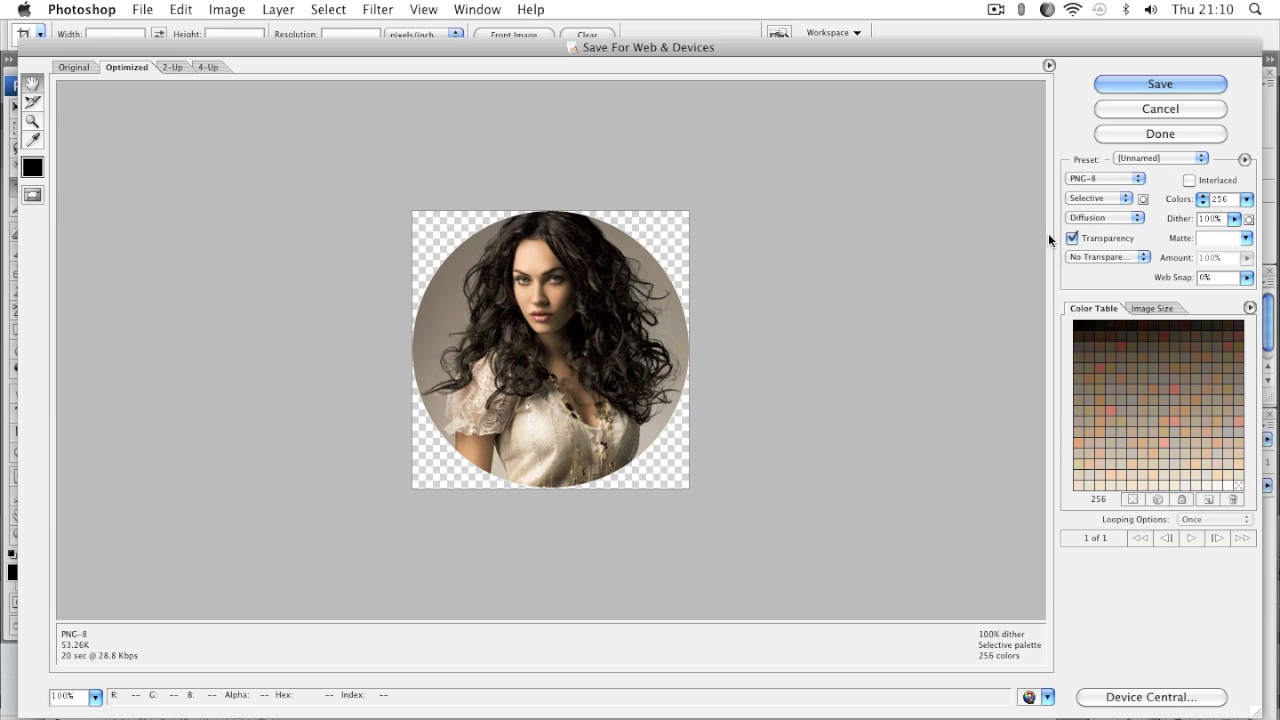 Photoshop File Edit Image Layer Select Filter View Window Help Thu 21:10
Width: Height: Resolution: pixels/inch Front Image Clear Workspace
Save For Web & Devices
Original Optimized 2-Up 4-Up
Save
Cancel
Done
Preset: [Unnamed]
PNG-8 Interlaced
Selective Colors: 256
Diffusion Dither: 100%
Transparency Matte:
No Transpare... Amount: 100%
Web Snap: 0%
Color Table Image Size
256
Looping Options: Once
1 of 1
PNG-8 100% dither
53.26K Selective palette
20 sec @ 28.8 Kbps 256 colors
100% R: -- G: -- B: -- Alpha: -- Hex: -- Index: -- Device Central...